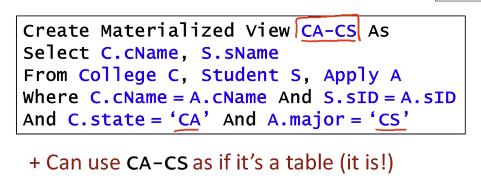 Create Materialized View CA-CS As
Select C.cName, S.sName
From College C, Student S, Apply A
Where C.cName = A.cName And S.sID = A.sID
And C.state = ‘CA’ And A.major = ‘CS’
+ Can use CA-CS as if it’s a table (it is!)